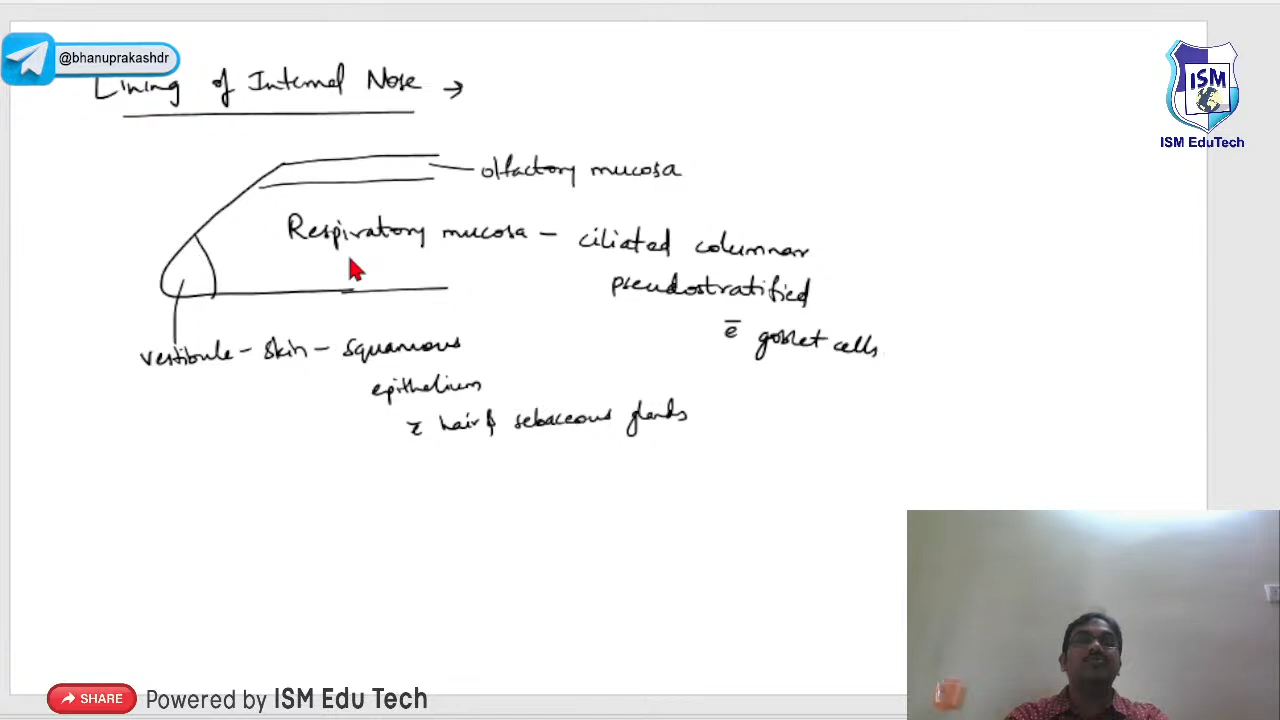 @bhanuprakashdr
Lining of Internal Nose →
ISM
ISM EduTech
olfactory mucosa
Respiratory mucosa - ciliated columnar
pseudostratified
ē goblet cells.
vestibule - skin - squamous
epithelium
c̄ hair & sebaceous glands
SHARE Powered by ISM Edu Tech